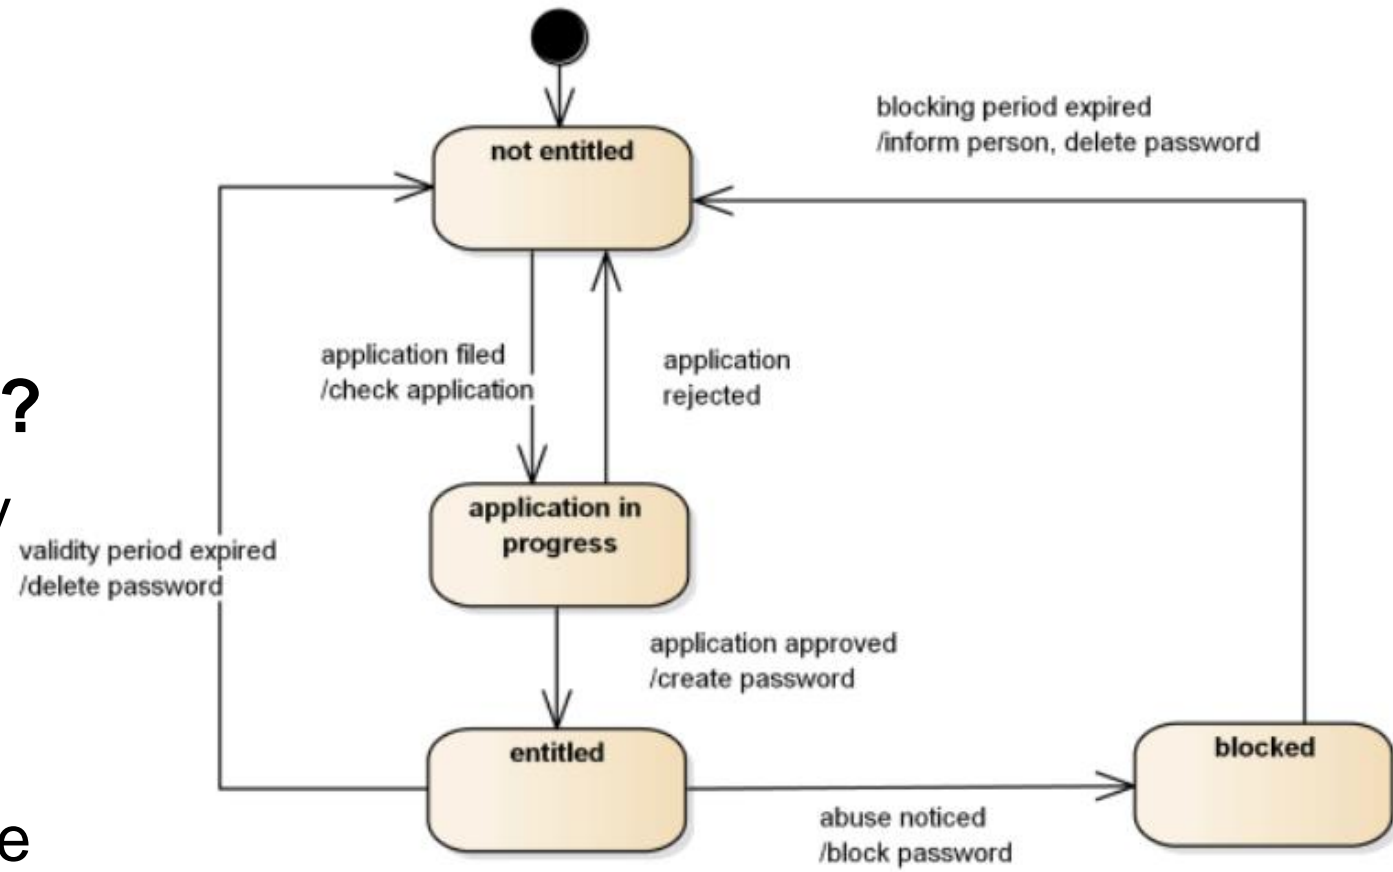 not entitled
blocking period expired
/inform person, delete password
application filed
/check application
application
rejected
?
y
application in
progress
validity period expired
/delete password
application approved
/create password
entitled
blocked
abuse noticed
/block password
e